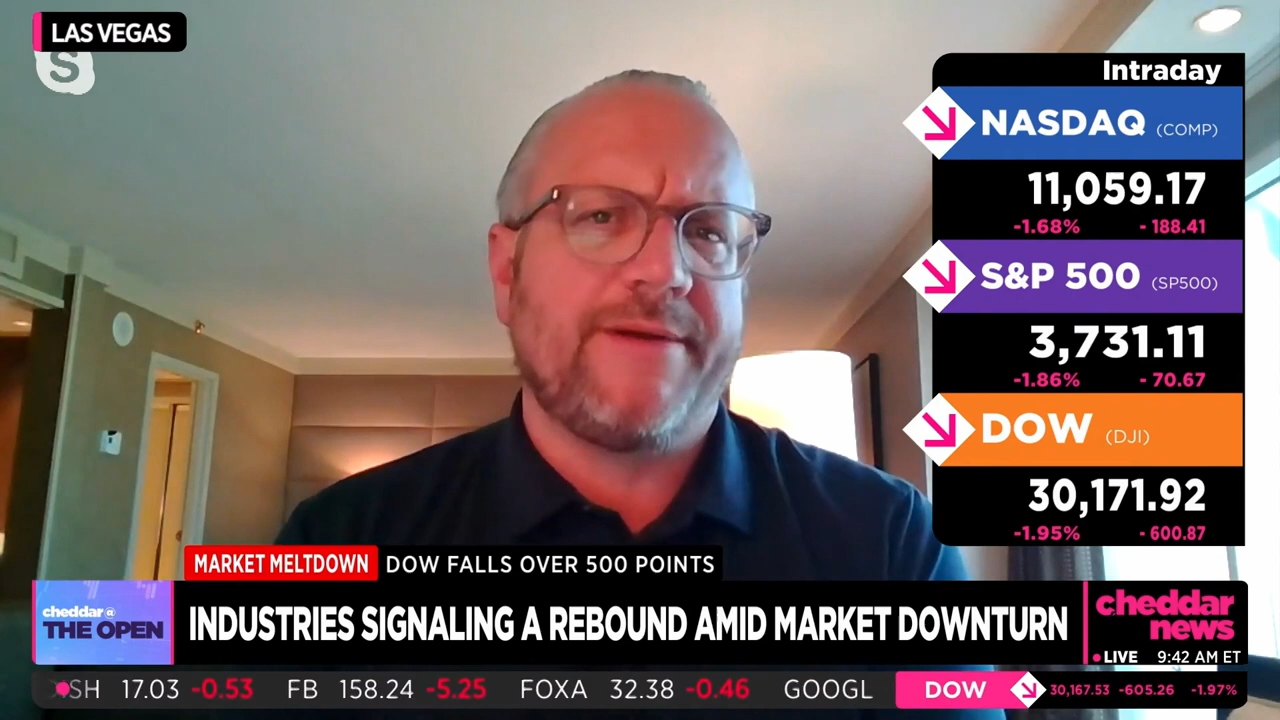 LAS VEGAS
S
Intraday
NASDAQ (COMP)
11,059.17
-1.68% - 188.41
S&P 500 (SP500)
3,731.11
-1.86% - 70.67
DOW (DJI)
30,171.92
-1.95% - 600.87
MARKET MELTDOWN DOW FALLS OVER 500 POINTS
cheddar
THE OPEN
INDUSTRIES SIGNALING A REBOUND AMID MARKET DOWNTURN
cheddar
news
LIVE 9:42 AM ET
SH 17.03 -0.53 FB 158.24 -5.25 FOXA 32.38 -0.46 GOOGL
DOW 30,167.53 -605.26 -1.97%